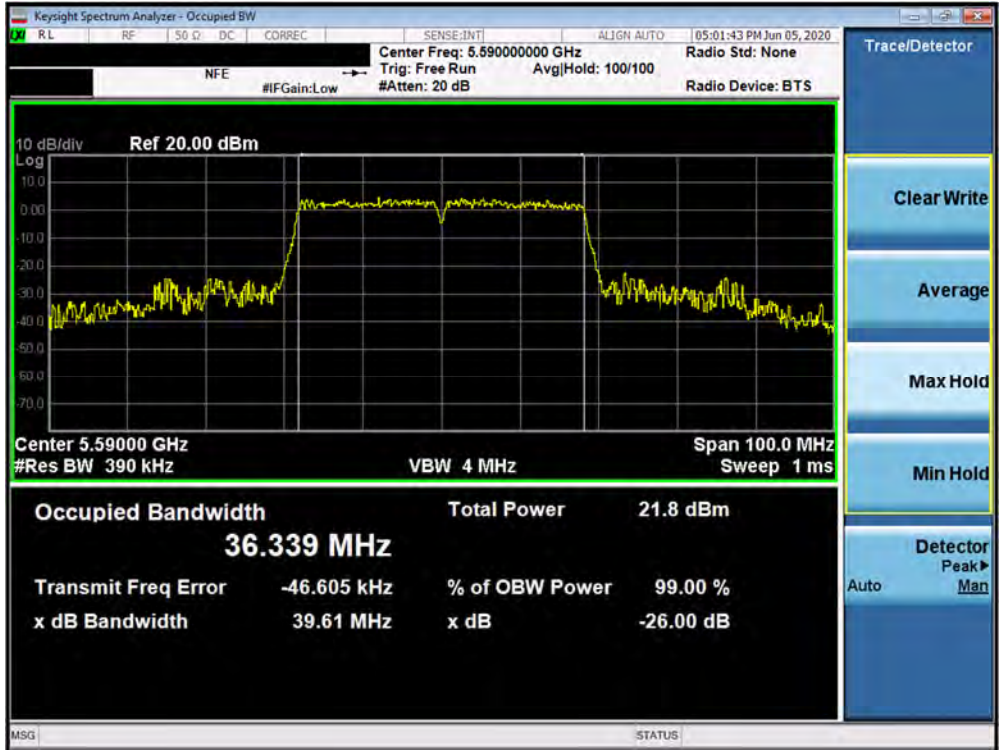 Keysight Spectrum Analyzer - Occupied BW
LXI RL RF 50 Ω DC CORREC SENSE:INT ALIGN AUTO 05:01:43 PM Jun 05, 2020
Center Freq: 5.590000000 GHz Radio Std: None
NFE Trig: Free Run Avg|Hold: 100/100
#IFGain:Low #Atten: 20 dB Radio Device: BTS
Trace/Detector
10 dB/div Ref 20.00 dBm
Log
10.0
0.00
-10.0
-20.0
-30.0
-40.0
-50.0
-60.0
-70.0
Center 5.59000 GHz Span 100.0 MHz
#Res BW 390 kHz VBW 4 MHz Sweep 1 ms
Clear Write
Average
Max Hold
Min Hold
Detector
Peak▶
Auto Man
Occupied Bandwidth Total Power 21.8 dBm
36.339 MHz
Transmit Freq Error -46.605 kHz % of OBW Power 99.00 %
x dB Bandwidth 39.61 MHz x dB -26.00 dB
MSG STATUS